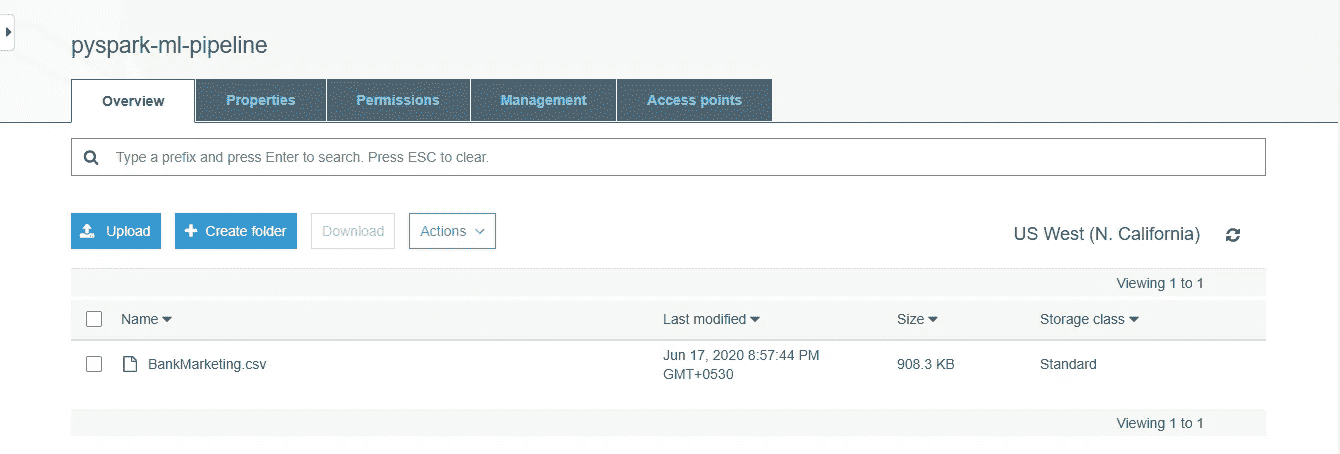 pyspark-ml-pipeline
Overview Properties Permissions Management Access points
Type a prefix and press Enter to search. Press ESC to clear.
Upload Create folder Download Actions US West (N. California)
Viewing 1 to 1
Name Last modified Size Storage class
BankMarketing.csv Jun 17, 2020 8:57:44 PM GMT+0530 908.3 KB Standard
Viewing 1 to 1